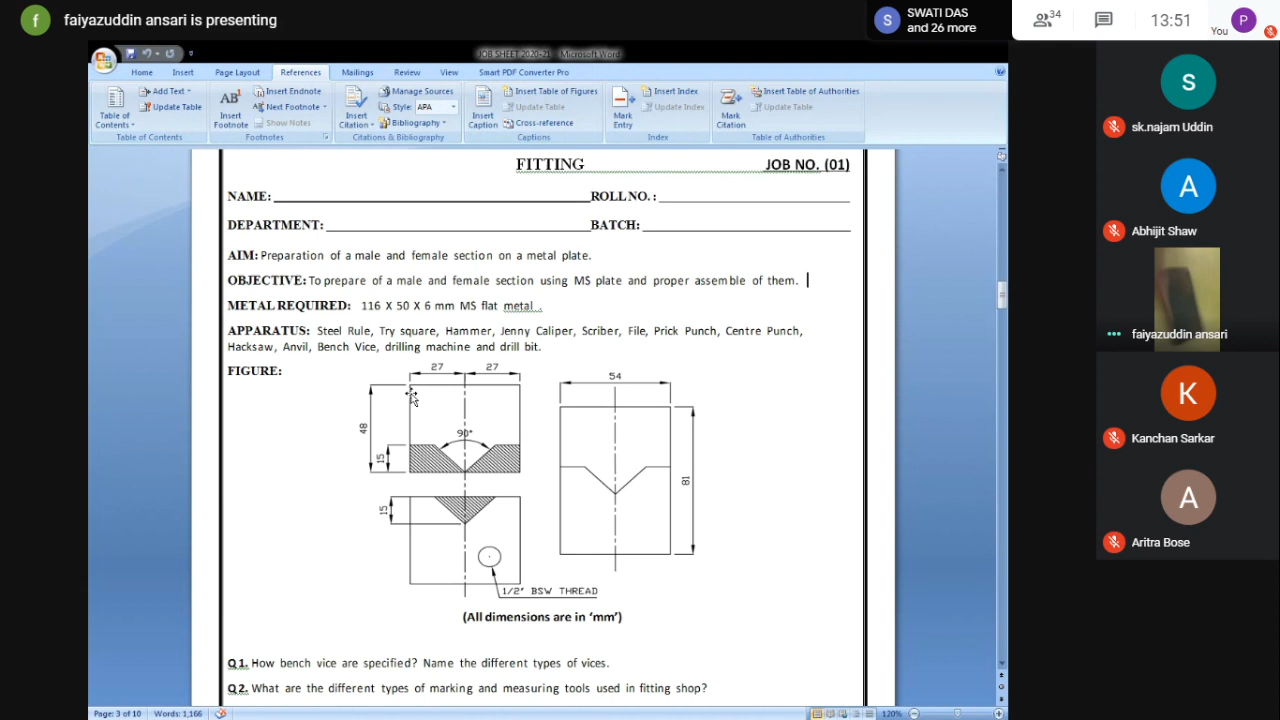 f faiyazuddin ansari is presenting
S SWATI DAS
and 26 more
34
13:51
You P
JOB SHEET 2020-21 - Microsoft Word
Home Insert Page Layout References Mailings Review View Smart PDF Converter Pro
Table of Contents
Add Text
Update Table
Table of Contents
AB¹ Insert Footnote
Insert Endnote
Next Footnote
Show Notes
Footnotes
Insert Citation
Manage Sources
Style: APA
Bibliography
Citations & Bibliography
Insert Caption
Insert Table of Figures
Update Table
Cross-reference
Captions
Mark Entry
Insert Index
Update Index
Index
Mark Citation
Insert Table of Authorities
Update Table
Table of Authorities
FITTING JOB NO. (01)
NAME: ROLL NO. :
DEPARTMENT: BATCH:
AIM: Preparation of a male and female section on a metal plate.
OBJECTIVE: To prepare of a male and female section using MS plate and proper assemble of them.
METAL REQUIRED: 116 X 50 X 6 mm MS flat metal .
APPARATUS: Steel Rule, Try square, Hammer, Jenny Caliper, Scriber, File, Prick Punch, Centre Punch,
Hacksaw, Anvil, Bench Vice, drilling machine and drill bit.
FIGURE:
27 27
48
15
90°
15
1/2" BSW THREAD
54
81
(All dimensions are in ‘mm’)
Q1. How bench vice are specified? Name the different types of vices.
Q2. What are the different types of marking and measuring tools used in fitting shop?
Page: 3 of 10 Words: 1,166 120%
S
sk.najam Uddin
A
Abhijit Shaw
faiyazuddin ansari
K
Kanchan Sarkar
A
Aritra Bose